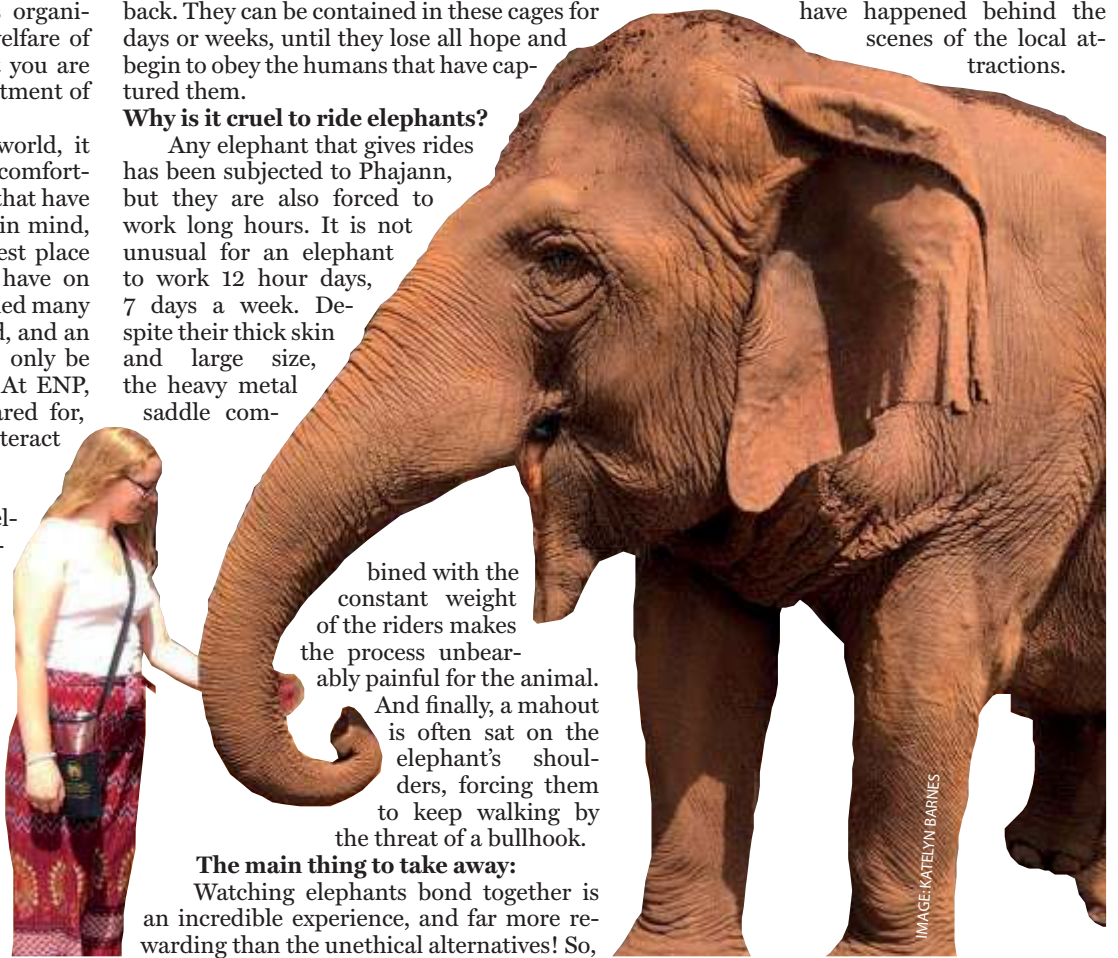 organi-
elfare of
you are
tment of
world, it
comfort-
that have
in mind,
est place
have on
ed many
, and an
only be
At ENP,
ared for,
teract
el-
-
back. They can be contained in these cages for
days or weeks, until they lose all hope and
begin to obey the humans that have cap-
tured them.
Why is it cruel to ride elephants?
Any elephant that gives rides
has been subjected to Phajann,
but they are also forced to
work long hours. It is not
unusual for an elephant
to work 12 hour days,
7 days a week. De-
spite their thick skin
and large size,
the heavy metal
saddle com-
bined with the
constant weight
of the riders makes
the process unbear-
ably painful for the animal.
And finally, a mahout
is often sat on the
elephant's shoul-
ders, forcing them
to keep walking by
the threat of a bullhook.
The main thing to take away:
Watching elephants bond together is
an incredible experience, and far more re-
warding than the unethical alternatives! So,
have happened behind the
scenes of the local at-
tractions.
IMAGE: KATELYN BARNES